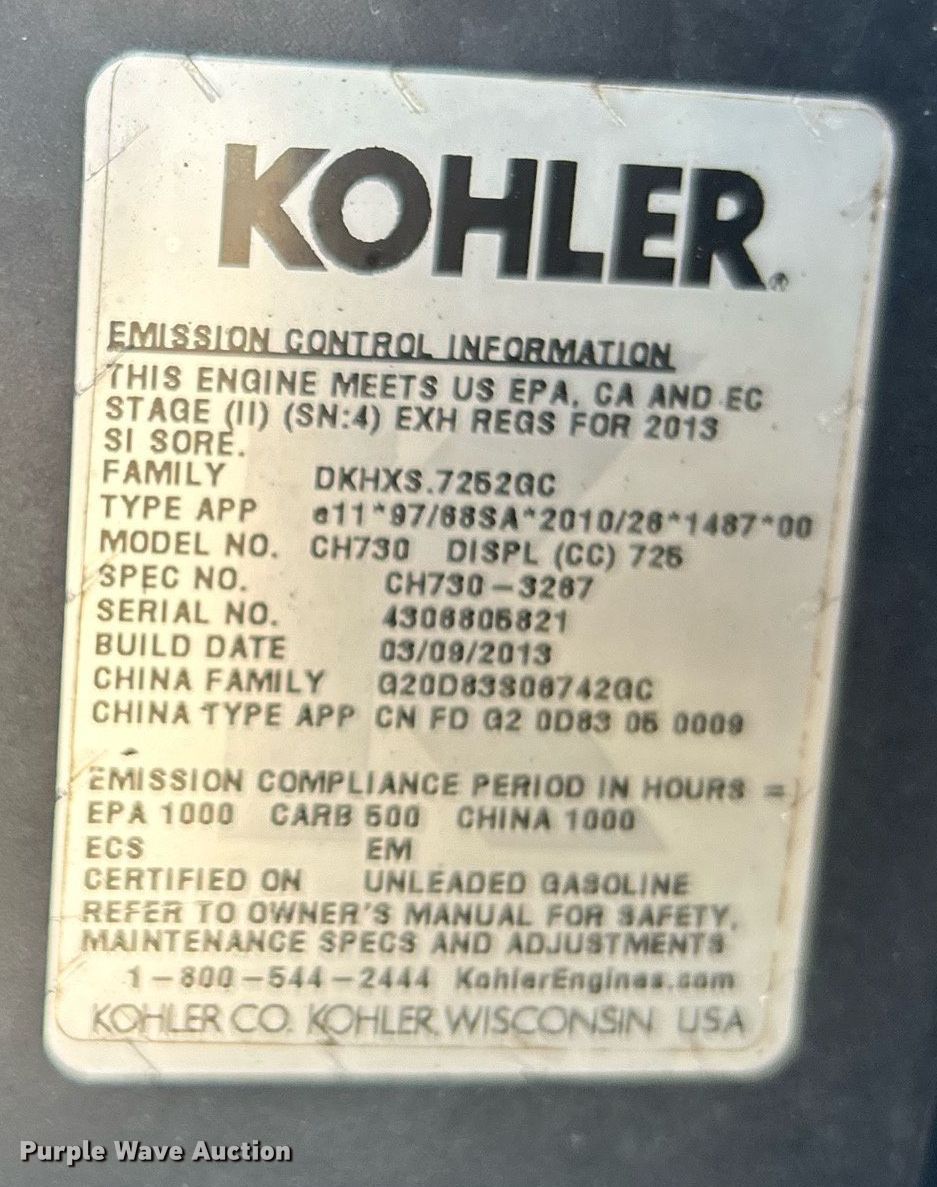 KOHLER®
EMISSION CONTROL INFORMATION
THIS ENGINE MEETS US EPA, CA AND EC
STAGE (II) (SN:4) EXH REGS FOR 2013
SI SORE.
FAMILY DKHXS.7252GC
TYPE APP e11*97/68SA*2010/26*1487*00
MODEL NO. CH730 DISPL (CC) 725
SPEC NO. CH730-3267
SERIAL NO. 4306805821
BUILD DATE 03/09/2013
CHINA FAMILY G20D83S06742GC
CHINA TYPE APP CN FD G2 0D83 05 0009
EMISSION COMPLIANCE PERIOD IN HOURS =
EPA 1000 CARB 500 CHINA 1000
ECS EM
CERTIFIED ON UNLEADED GASOLINE
REFER TO OWNER'S MANUAL FOR SAFETY,
MAINTENANCE SPECS AND ADJUSTMENTS
1-800-544-2444 KohlerEngines.com
KOHLER CO. KOHLER, WISCONSIN USA
Purple Wave Auction